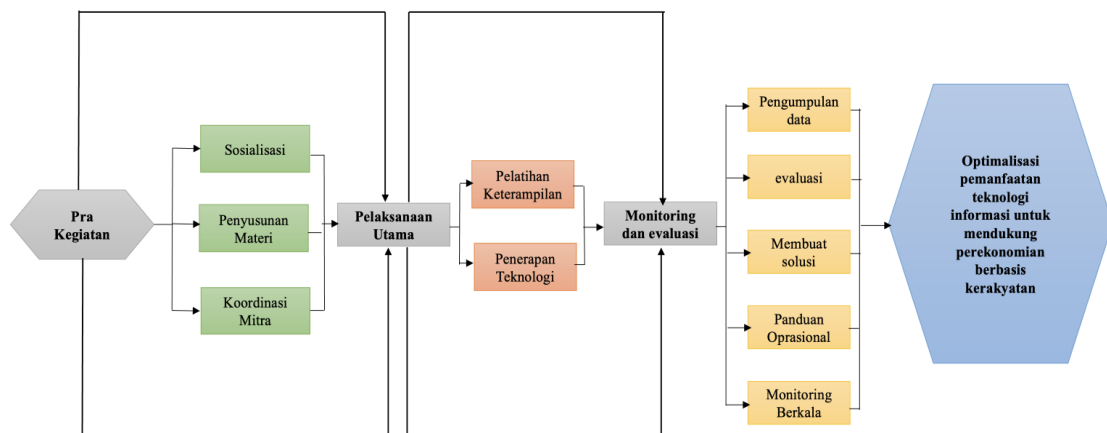 Pra
Kegiatan
Sosialisasi
Penyusunan
Materi
Koordinasi
Mitra
Pelaksanaan
Utama
Pelatihan
Keterampilan
Penerapan
Teknologi
Monitoring
dan evaluasi
Pengumpulan
data
evaluasi
Membuat
solusi
Panduan
Oprasional
Monitoring
Berkala
Optimalisasi
pemanfaatan
teknologi
informasi untuk
mendukung
perekonomian
berbasis
kerakyatan